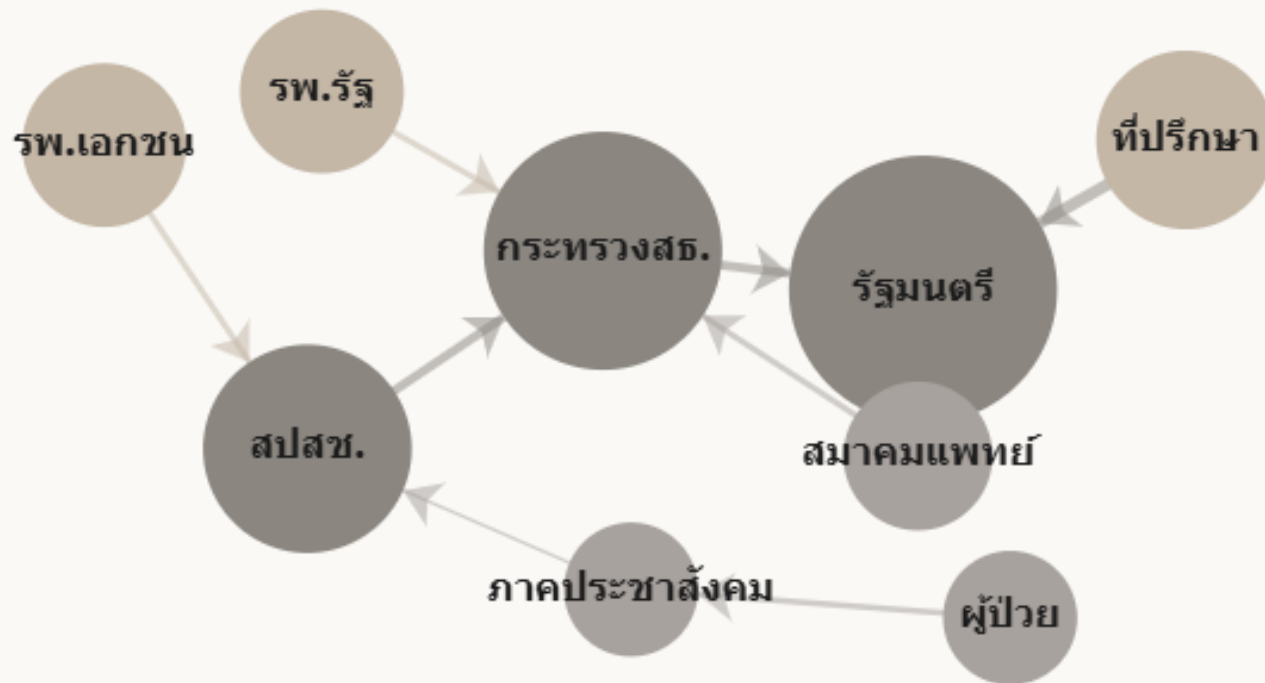 รพ.รัฐ
รพ.เอกชน
ที่ปรึกษา
กระทรวงสธ.
รัฐมนตรี
สปสช.
สมาคมแพทย์
ภาคประชาสังคม
ผู้ป่วย